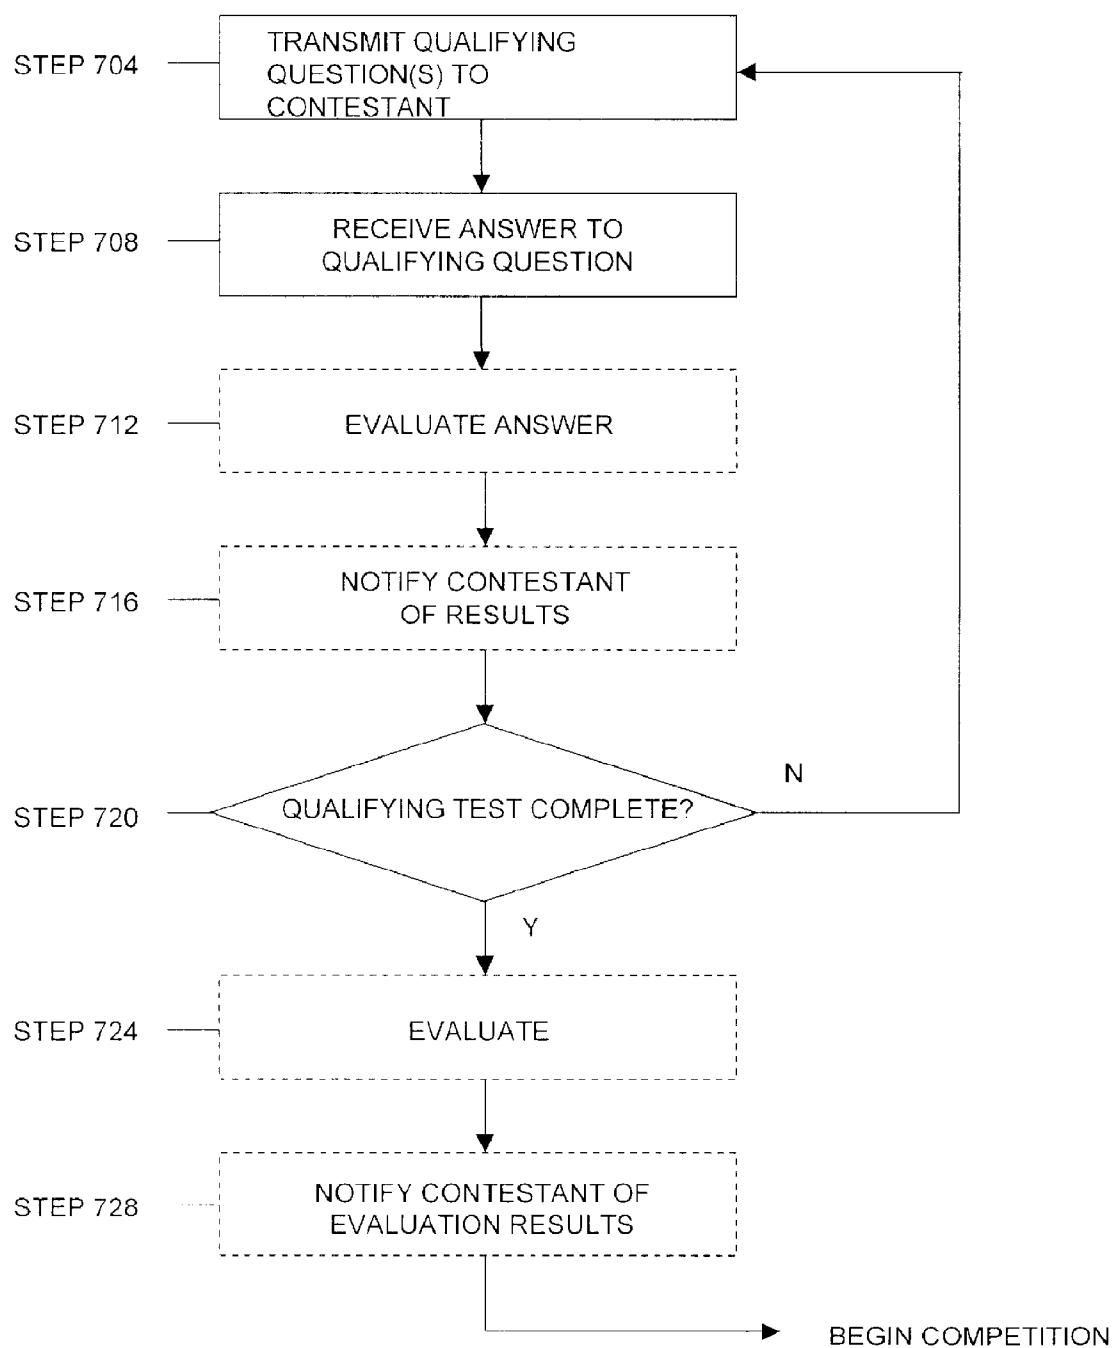 STEP 704
TRANSMIT QUALIFYING
QUESTION(S) TO
CONTESTANT
STEP 708
RECEIVE ANSWER TO
QUALIFYING QUESTION
STEP 712
EVALUATE ANSWER
STEP 716
NOTIFY CONTESTANT
OF RESULTS
N
STEP 720
QUALIFYING TEST COMPLETE?
Y
STEP 724
EVALUATE
STEP 728
NOTIFY CONTESTANT OF
EVALUATION RESULTS
BEGIN COMPETITION